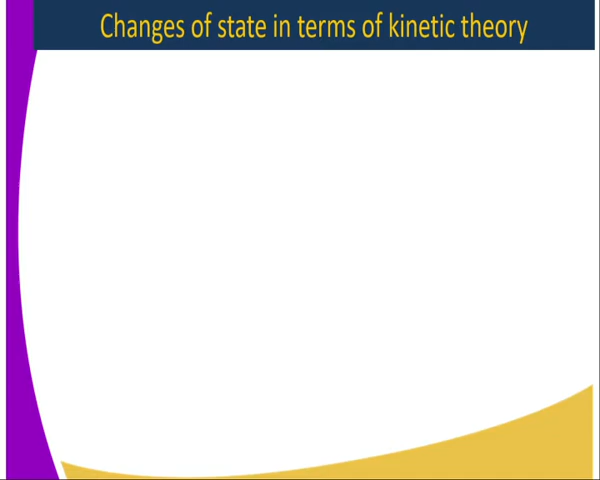 Changes of state in terms of kinetic theory